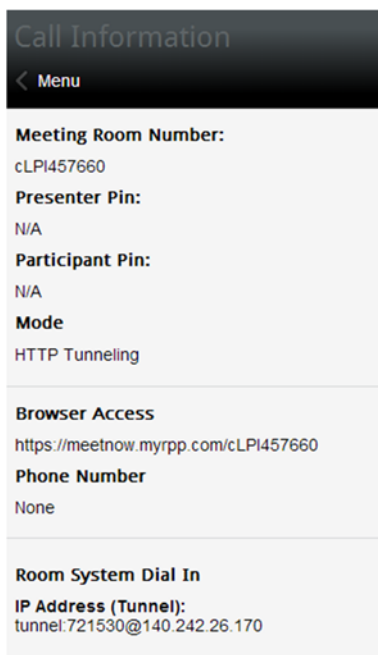 Call Information
Menu
Meeting Room Number:
cLPI457660
Presenter Pin:
N/A
Participant Pin:
N/A
Mode
HTTP Tunneling
Browser Access
https://meetnow.myrpp.com/cLPI457660
Phone Number
None
Room System Dial In
IP Address (Tunnel):
tunnel:721530@140.242.26.170